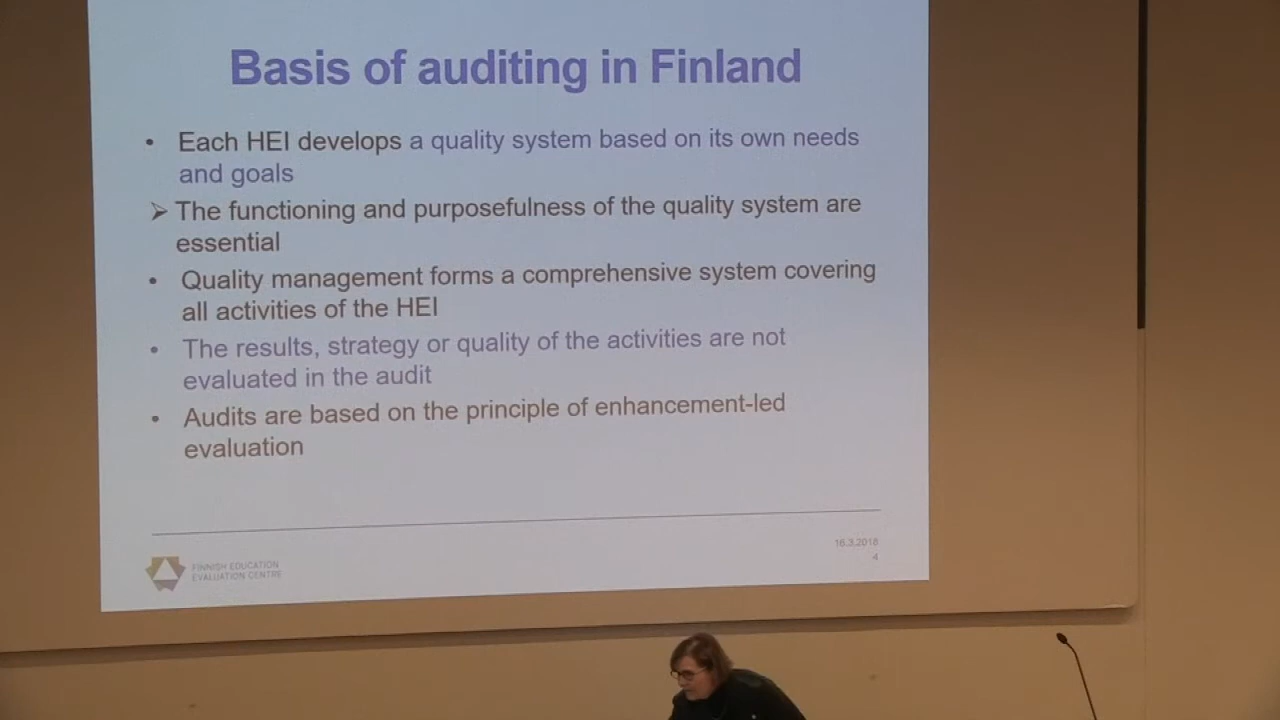 Basis of auditing in Finland
• Each HEI develops a quality system based on its own needs
and goals
➢ The functioning and purposefulness of the quality system are
essential
• Quality management forms a comprehensive system covering
all activities of the HEI
• The results, strategy or quality of the activities are not
evaluated in the audit
• Audits are based on the principle of enhancement-led
evaluation
16.3.2018
4
FINNISH EDUCATION
EVALUATION CENTRE